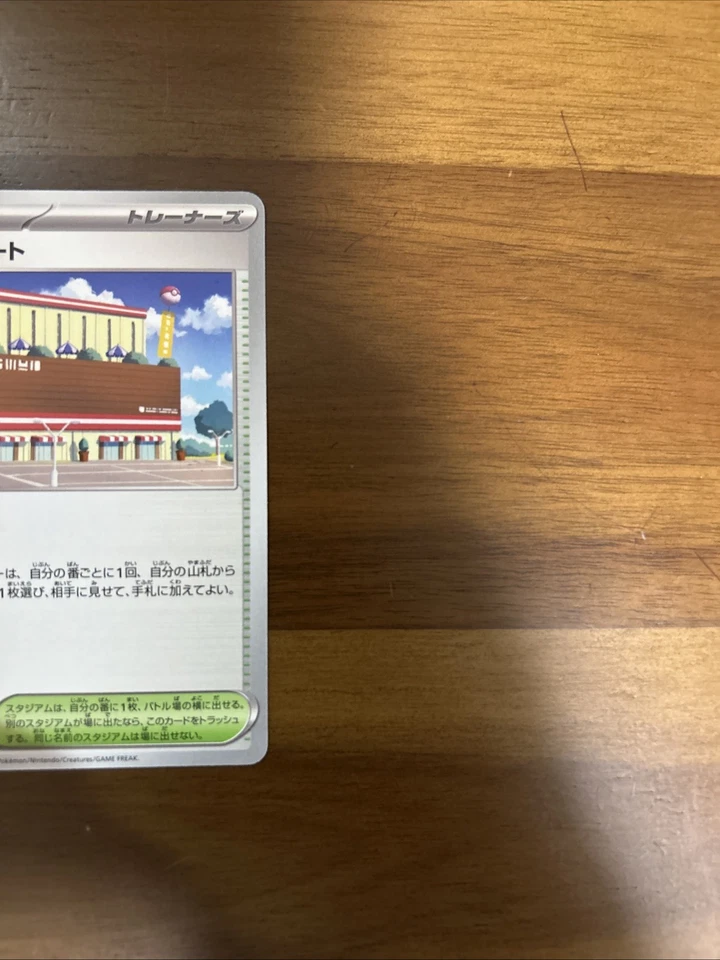 トレーナーズ
ート
ーは、自分の番ごとに1回、自分の山札から
1枚選び、相手に見せて、手札に加えてよい。
スタジアムは、自分の番に1枚、バトル場の横に出せる。
別のスタジアムが場に出たなら、このカードをトラッシュ
する。同じ名前のスタジアムは場に出せない。
Pokémon/Nintendo/Creatures/GAME FREAK.